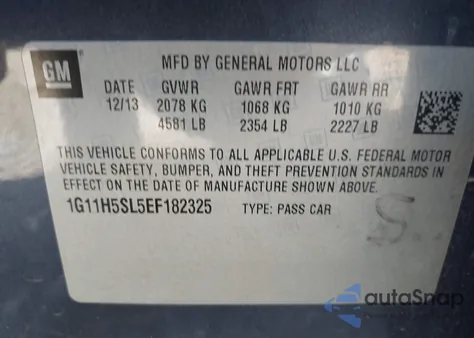 GM
MFD BY GENERAL MOTORS LLC
DATE GVWR GAWR FRT GAWR RR
12/13 2078 KG 1068 KG 1010 KG
4581 LB 2354 LB 2227 LB
THIS VEHICLE CONFORMS TO ALL APPLICABLE U.S. FEDERAL MOTOR
VEHICLE SAFETY, BUMPER, AND THEFT PREVENTION STANDARDS IN
EFFECT ON THE DATE OF MANUFACTURE SHOWN ABOVE.
1G11H5SL5EF182325 TYPE: PASS CAR
S
autaSnap